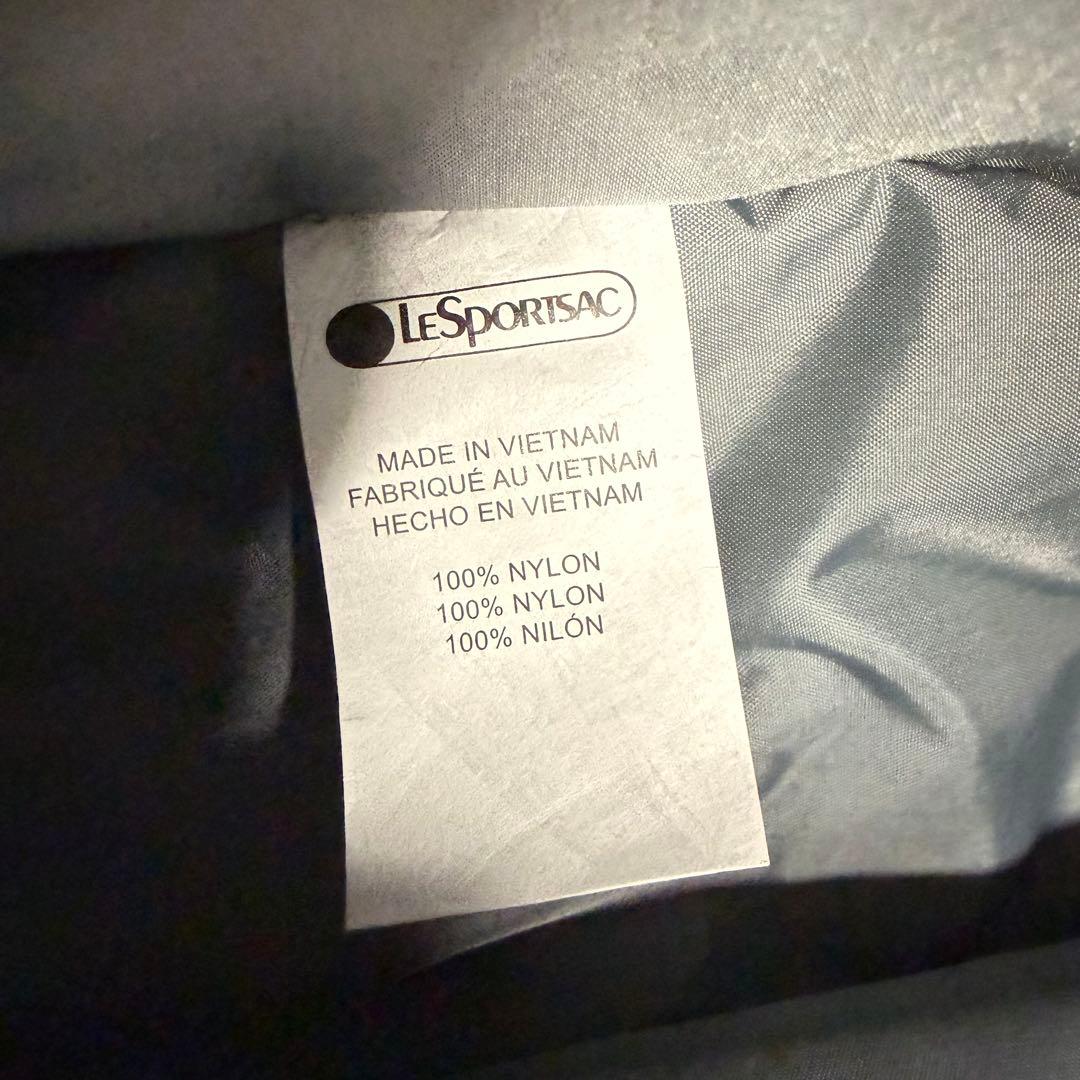 LESPORTSAC
MADE IN VIETNAM
FABRIQUÉ AU VIETNAM
HECHO EN VIETNAM
100% NYLON
100% NYLON
100% NILÓN